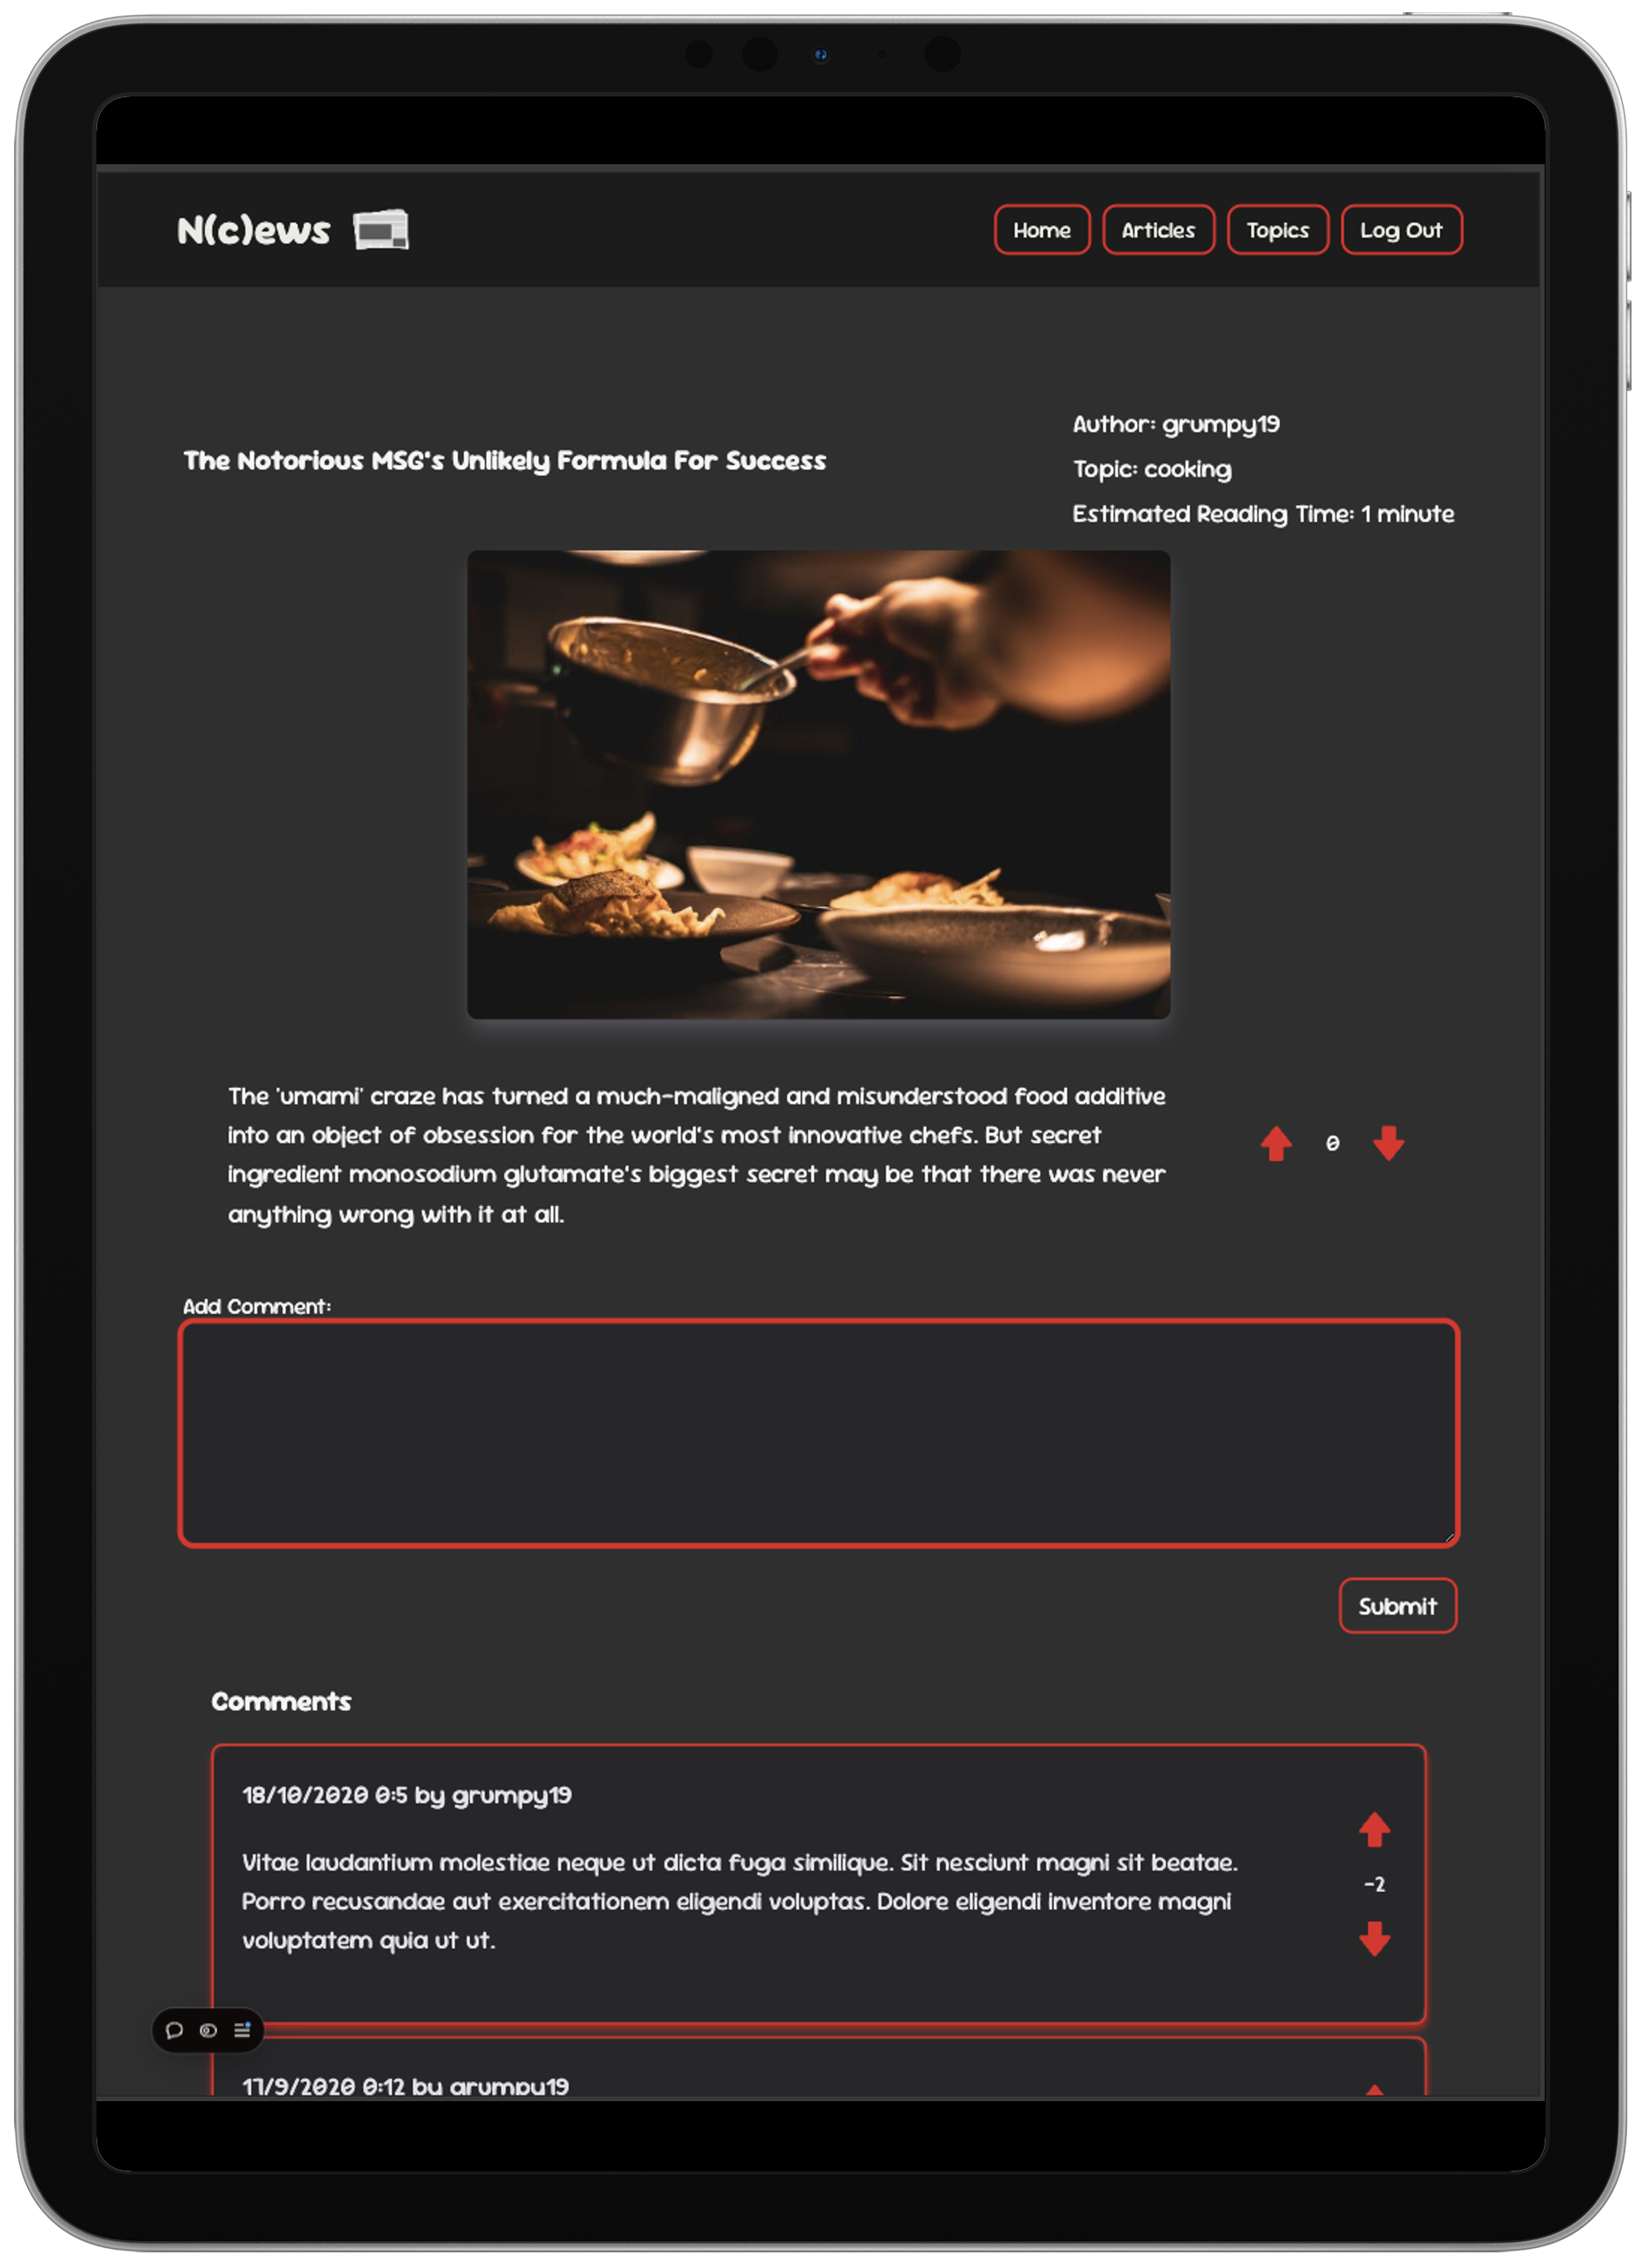 N(c)ews
Home
Articles
Topics
Log Out
The Notorious MSG's Unlikely Formula For Success
Author: grumpy19
Topic: cooking
Estimated Reading Time: 1 minute
The 'umami' craze has turned a much-maligned and misunderstood food additive
into an object of obsession for the world's most innovative chefs. But secret
ingredient monosodium glutamate's biggest secret may be that there was never
anything wrong with it at all.
0
Add Comment:
Submit
Comments
18/10/2020 0:5 by grumpy19
Vitae laudantium molestiae neque ut dicta fuga similique. Sit nesciunt magni sit beatae.
Porro recusandae aut exercitationem eligendi voluptas. Dolore eligendi inventore magni
voluptatem quia ut ut.
-2
17/9/2020 0:12 by grumpy19